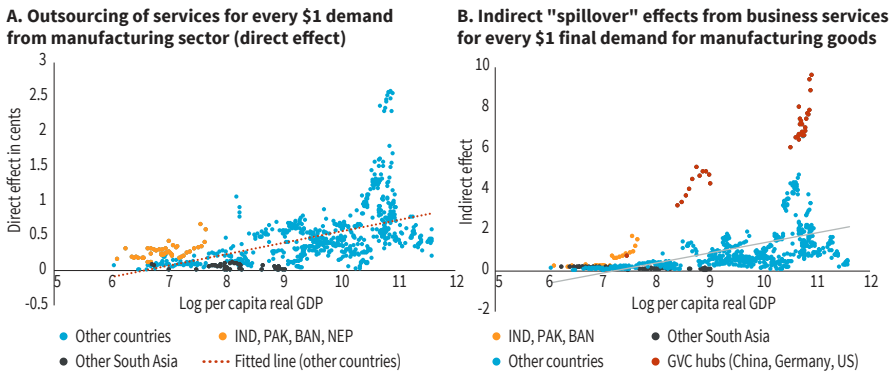 A. Outsourcing of services for every $1 demand
from manufacturing sector (direct effect)
3
2.5
2
1.5
1
0.5
0
-0.5
Direct effect in cents
5 6 7 8 9 10 11 12
Log per capita real GDP
Other countries IND, PAK, BAN, NEP
Other South Asia Fitted line (other countries)
B. Indirect "spillover" effects from business services
for every $1 final demand for manufacturing goods
10
8
6
4
2
0
-2
Indirect effect
5 6 7 8 9 10 11 12
Log per capita real GDP
IND, PAK, BAN Other South Asia
Other countries GVC hubs (China, Germany, US)